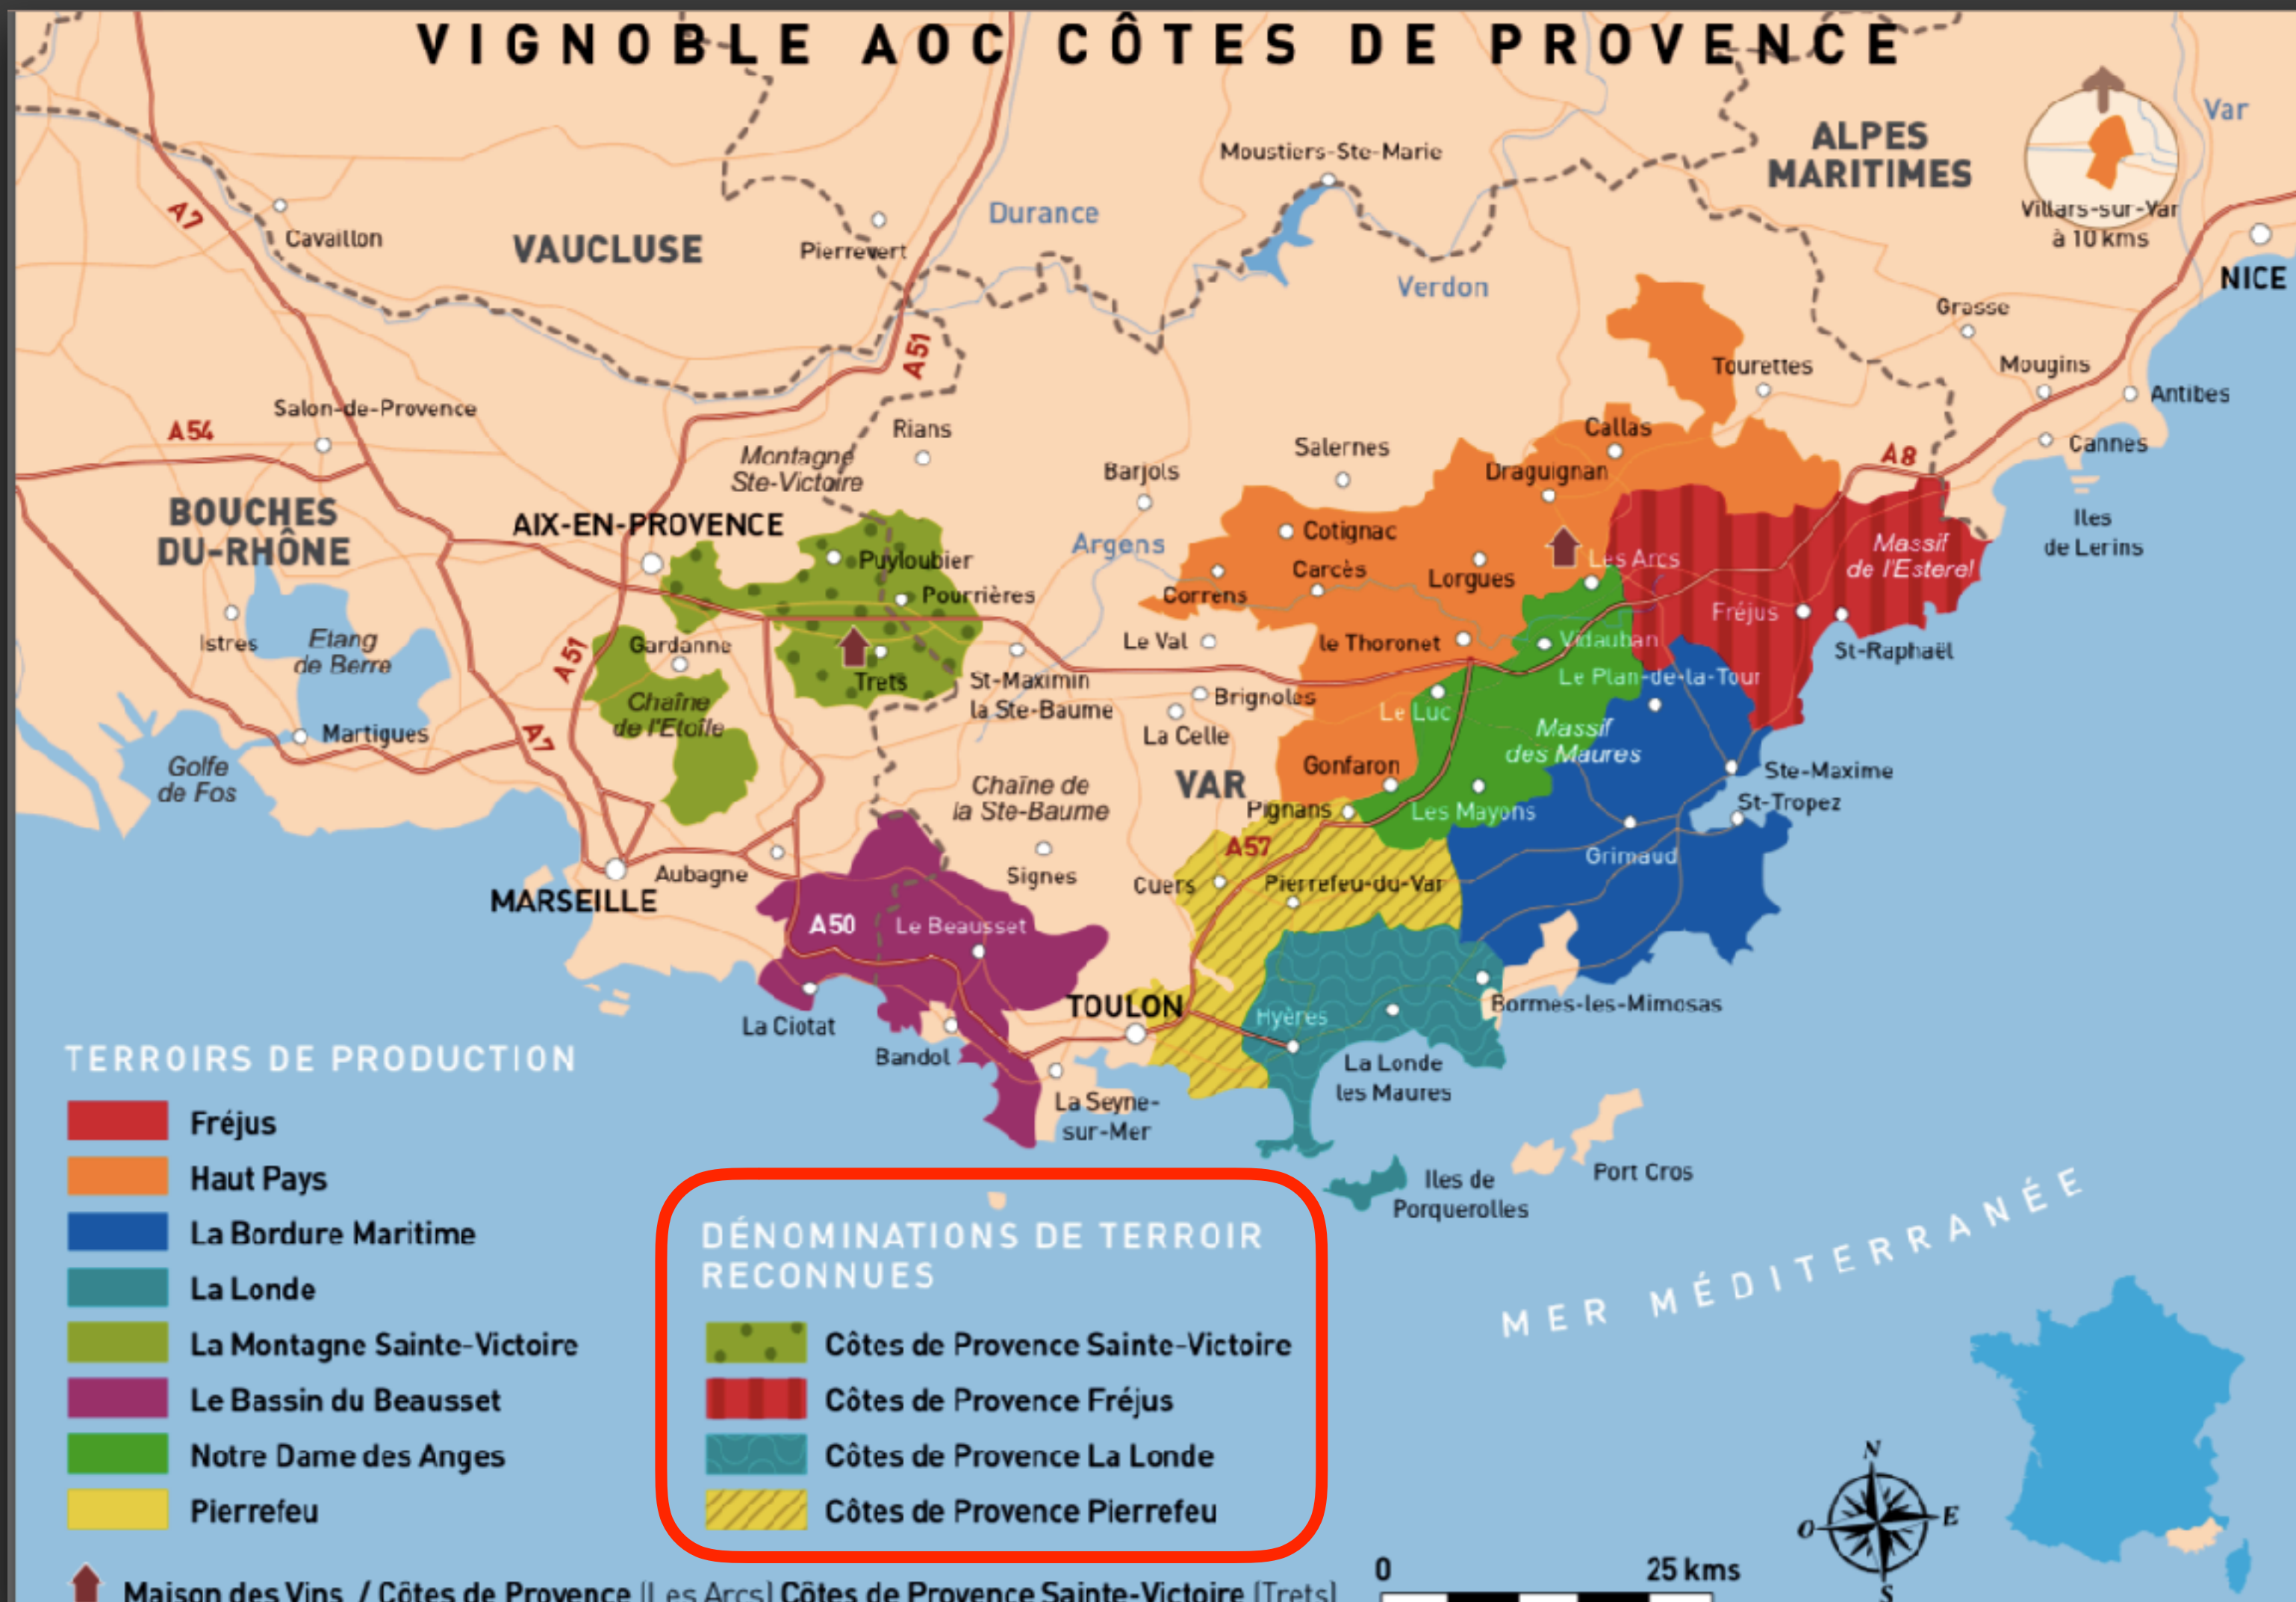 VIGNOBLE AOC CÔTES DE PROVENCE
Var
ALPES
MARITIMES
Moustiers-Ste-Marie
A7
Villars-sur-Var
à 10 kms
Durance
Cavaillon
VAUCLUSE
Pierrevert
NICE
Verdon
Grasse
A51
Tourettes
Mougins
Antibes
Salon-de-Provence
A54
Rians
Callas
Cannes
Montagne
Ste-Victoire
Salernes
A8
Barjols
Draguignan
BOUCHES
DU-RHÔNE
AIX-EN-PROVENCE
Iles
de Lerins
Cotignac
Argens
Massif
de l'Esterel
Puyloubier
Les Arcs
Carcès
Lorgues
Pourrières
Correns
Fréjus
Istres
Etang
de Berre
Gardanne
Le Val
le Thoronet
Vidauban
St-Raphaël
A51
Trets
St-Maximin
la Ste-Baume
Le Plan-de-la-Tour
Chaîne
de l'Etoile
Brignoles
Le Luc
Martigues
A7
La Celle
Massif
des Maures
Golfe
de Fos
Gonfaron
Ste-Maxime
VAR
Chaîne de
la Ste-Baume
St-Tropez
Pignans
Les Mayons
A57
Grimaud
Aubagne
Signes
Cuers
Pierrefeu-du-Var
MARSEILLE
A50
Le Beausset
TOULON
Bormes-les-Mimosas
Hyères
La Ciotat
Bandol
La Londe
les Maures
La Seyne-
sur-Mer
Port Cros
Iles de
Porquerolles
MER MÉDITERRANÉE
TERROIRS DE PRODUCTION
Fréjus
Haut Pays
La Bordure Maritime
La Londe
La Montagne Sainte-Victoire
Le Bassin du Beausset
Notre Dame des Anges
Pierrefeu
DÉNOMINATIONS DE TERROIR
RECONNUES
Côtes de Provence Sainte-Victoire
Côtes de Provence Fréjus
Côtes de Provence La Londe
Côtes de Provence Pierrefeu
N
O
E
S
0
25 kms
Maison des Vins / Côtes de Provence (Les Arcs) Côtes de Provence Sainte-Victoire (Trets)